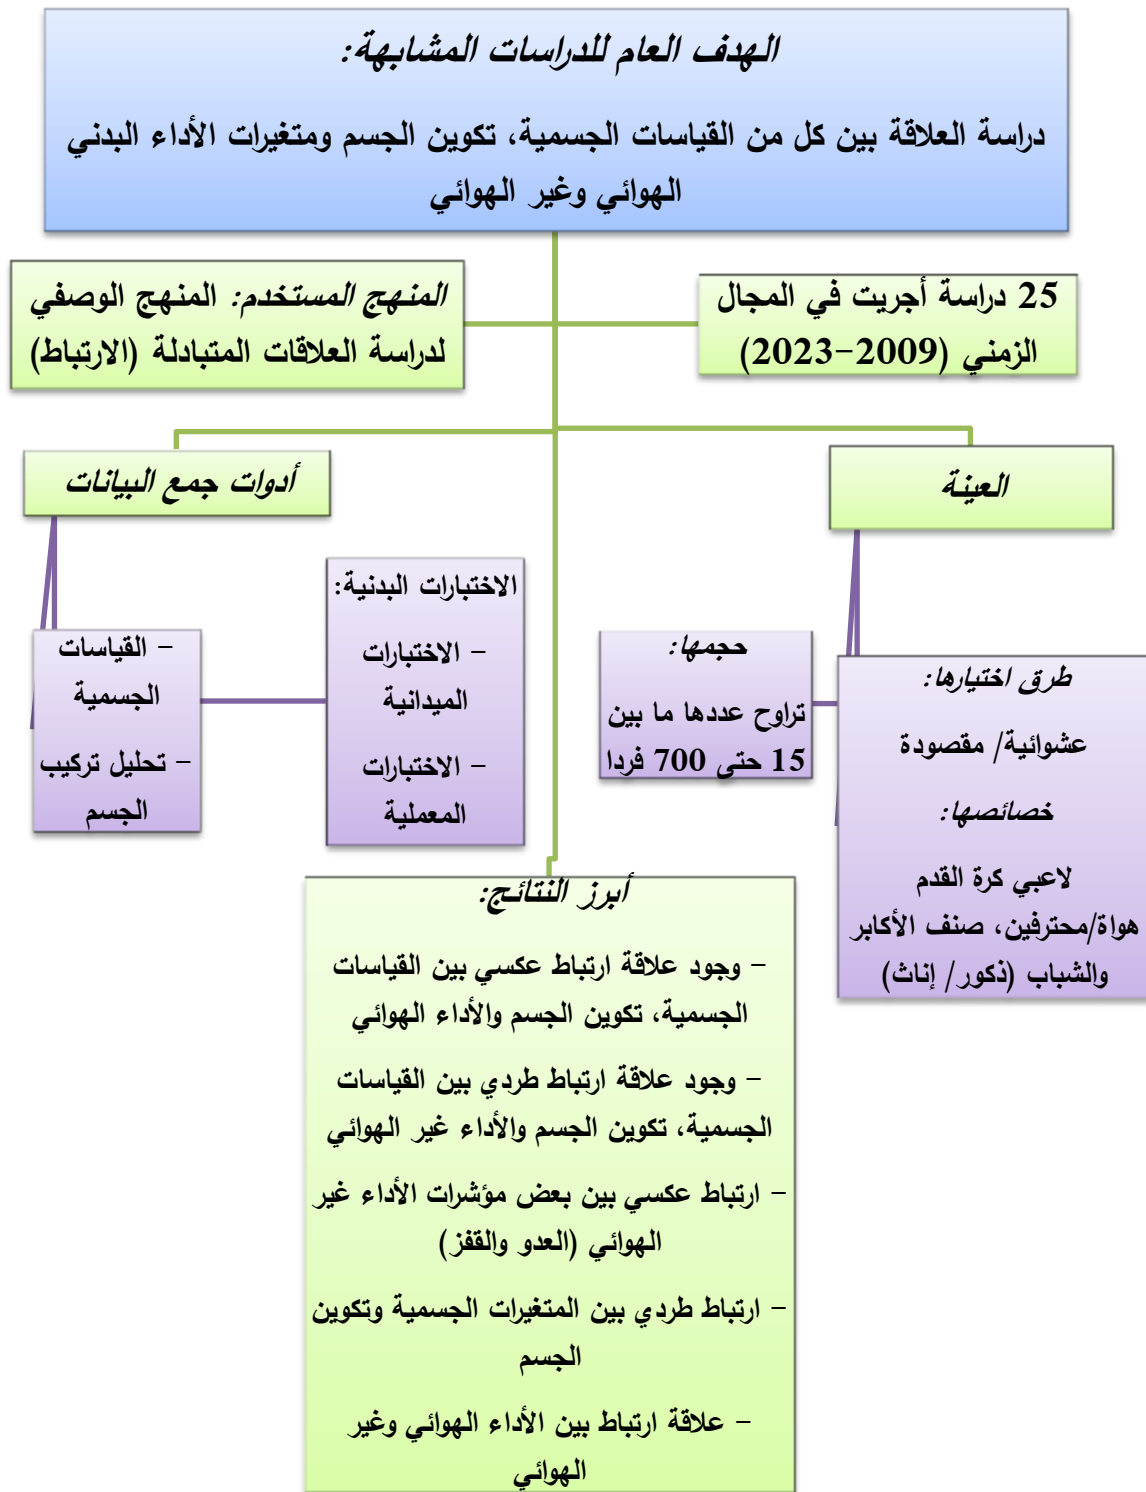 الهدف العام للدراسات المشابهة:
دراسة العلاقة بين كل من القياسات الجسمية، تكوين الجسم ومتغيرات الأداء البدني
الهوائي وغير الهوائي
25 دراسة أجريت في المجال
الزمني (2009-2023)
المنهج المستخدم: المنهج الوصفي
لدراسة العلاقات المتبادلة (الارتباط)
العينة
أدوات جمع البيانات
طرق اختيارها:
عشوائية/ مقصودة
خصائصها:
لاعبي كرة القدم
هواة/محترفين، صنف الأكابر
والشباب (ذكور/ إناث)
حجمها:
تراوح عددها ما بين
15 حتى 700 فردا
الاختبارات البدنية:
- الاختبارات
الميدانية
- الاختبارات
المعملية
- القياسات
الجسمية
- تحليل تركيب
الجسم
أبرز النتائج:
- وجود علاقة ارتباط عكسي بين القياسات
الجسمية، تكوين الجسم والأداء الهوائي
- وجود علاقة ارتباط طردي بين القياسات
الجسمية، تكوين الجسم والأداء غير الهوائي
- ارتباط عكسي بين بعض مؤشرات الأداء غير
الهوائي (العدو والقفز)
- ارتباط طردي بين المتغيرات الجسمية وتكوين
الجسم
- علاقة ارتباط بين الأداء الهوائي وغير
الهوائي